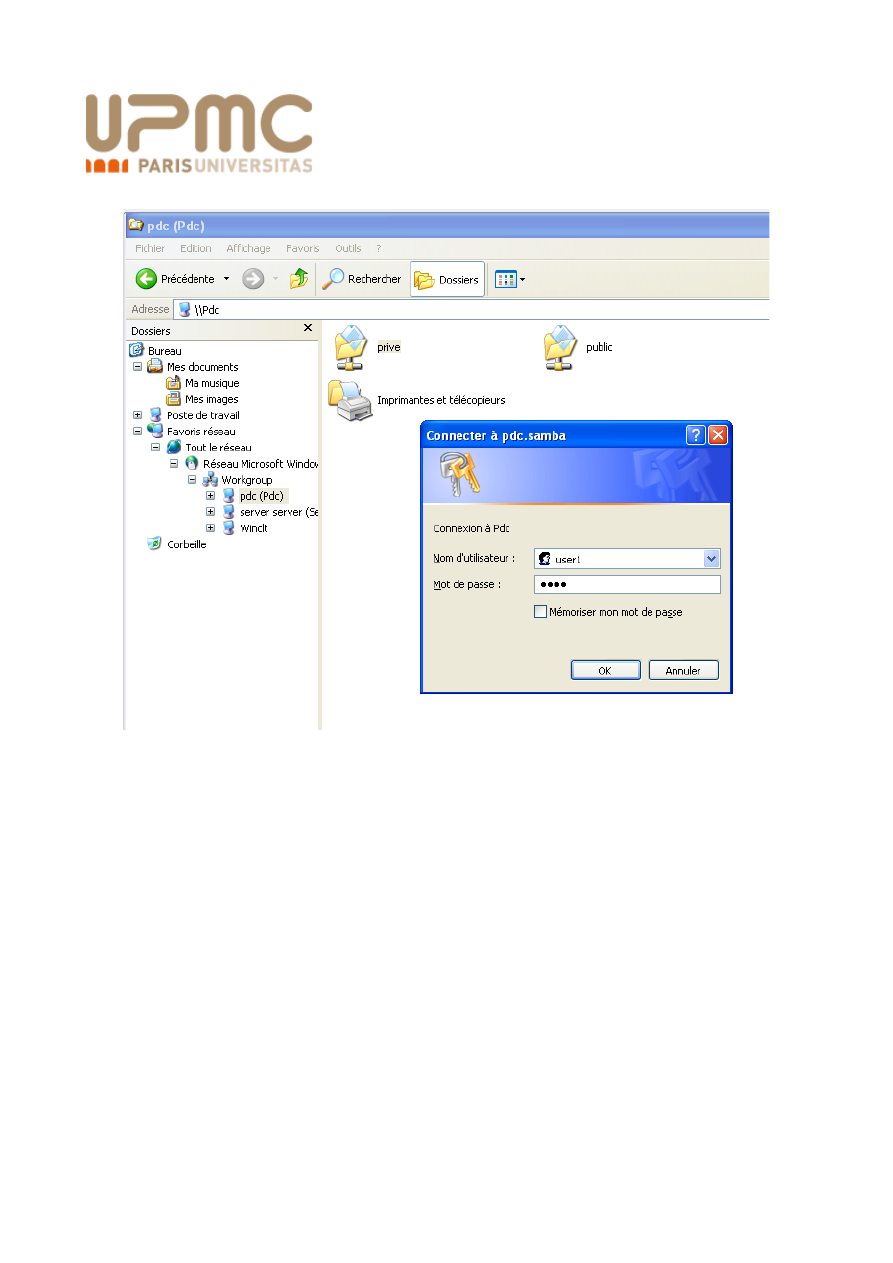 UPMC
PARISUNIVERSITAS
pdc (Pdc)
Fichier Edition Affichage Favoris Outils ?
Précédente Rechercher Dossiers
Adresse \\Pdc
Dossiers
Bureau
Mes documents
Ma musique
Mes images
Poste de travail
Favoris réseau
Tout le réseau
Réseau Microsoft Window
Workgroup
pdc (Pdc)
server server (Se
Corbeille
prive
public
Imprimantes et télécopieurs
Connecter à pdc.samba
Connexion à Pdc
Nom d'utilisateur : user1
Mot de passe : ●●●●
Mémoriser mon mot de passe
OK Annuler